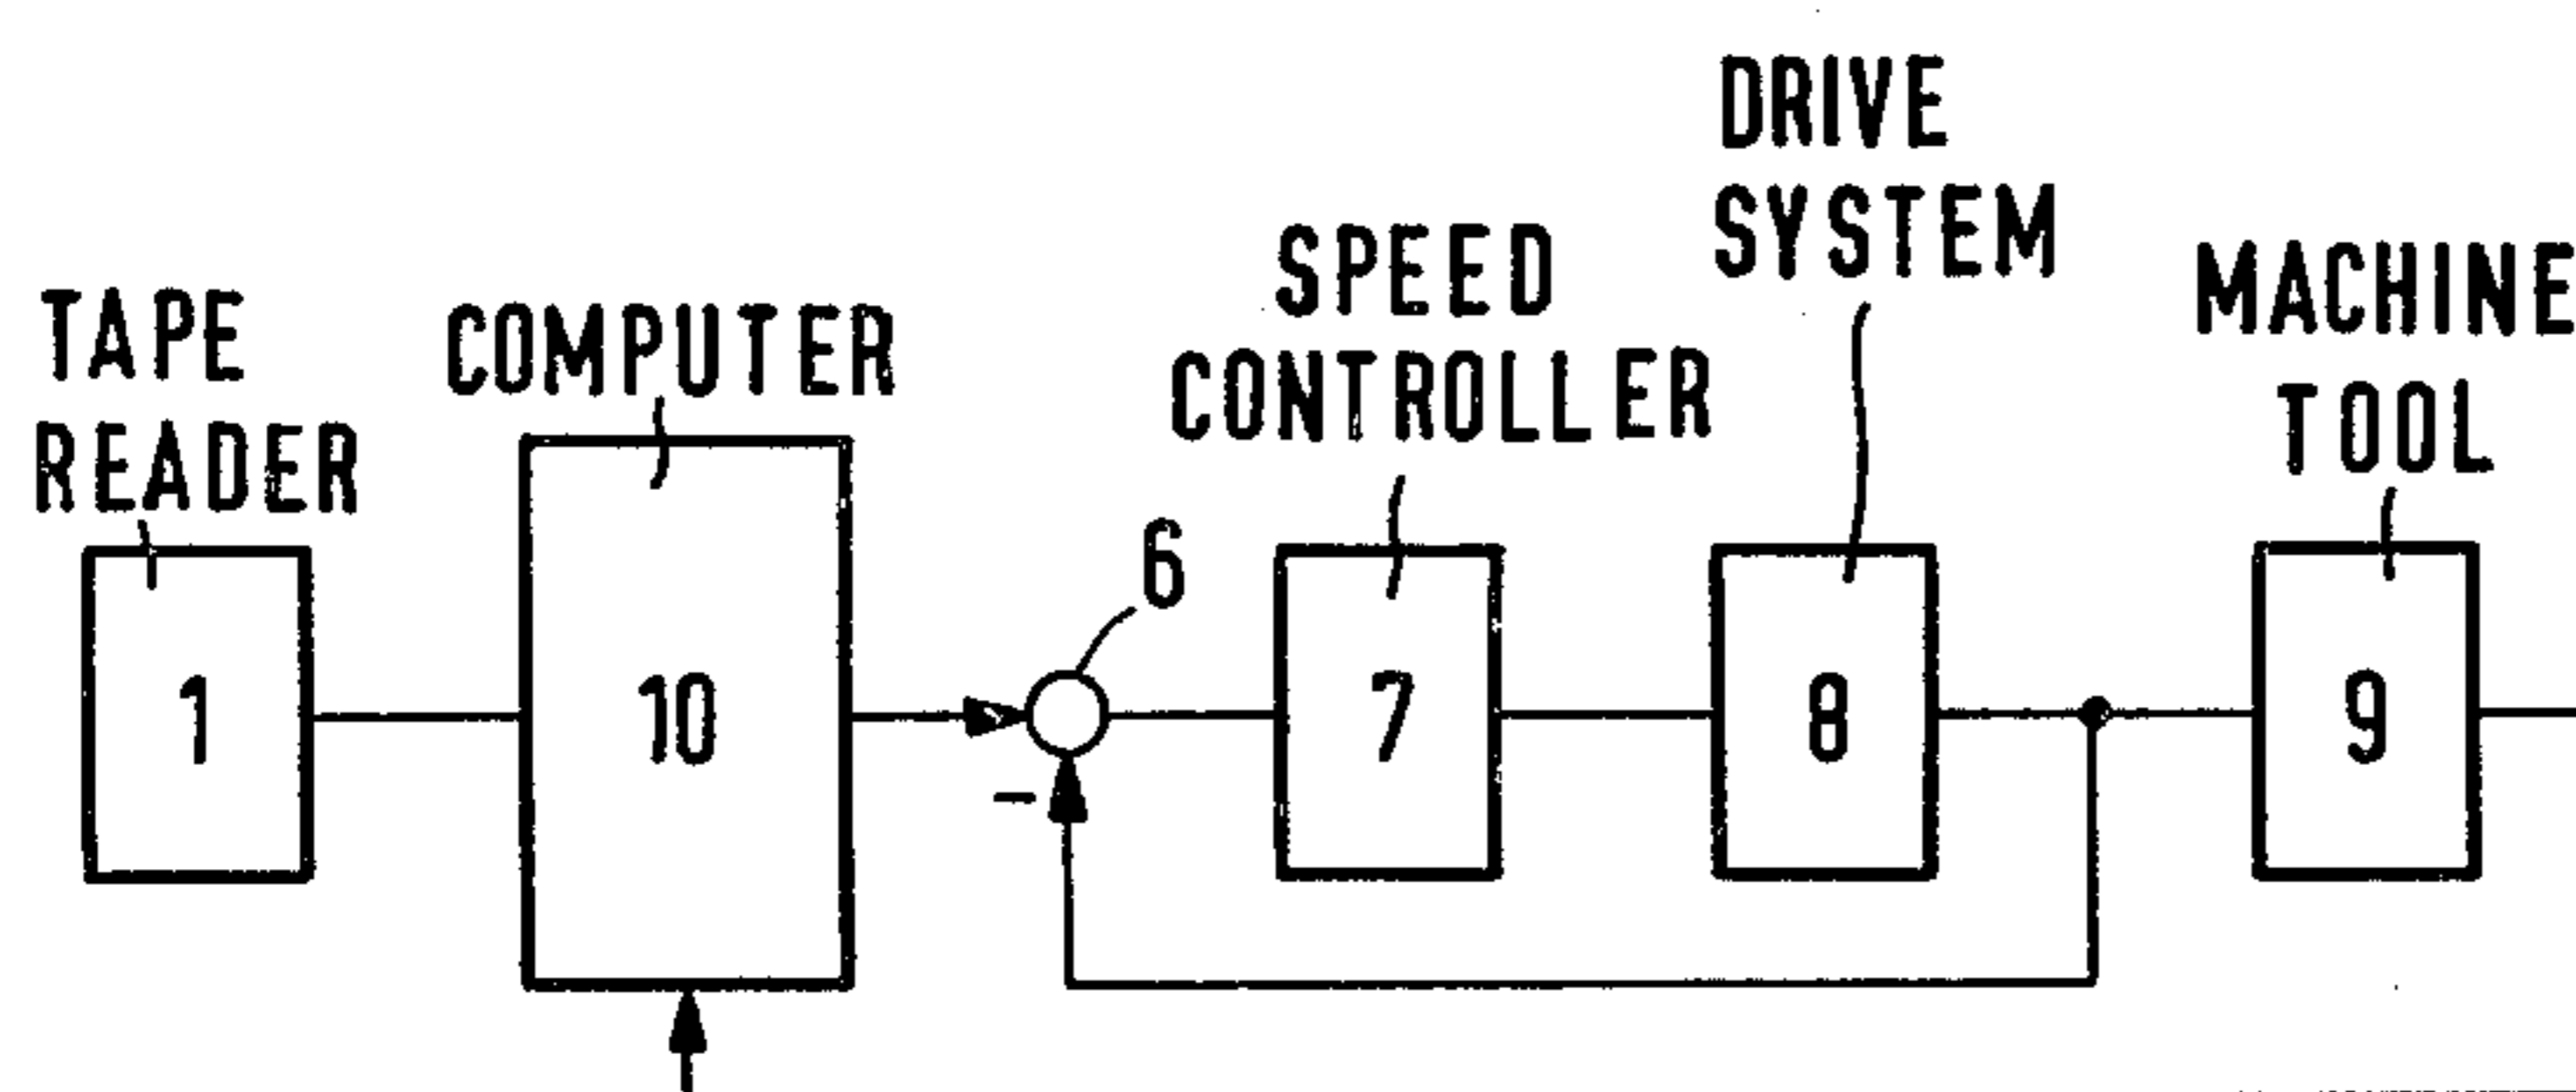 TAPE
READER
COMPUTER
SPEED
CONTROLLER
DRIVE
SYSTEM
MACHINE
TOOL
6
1
10
7
8
9
-